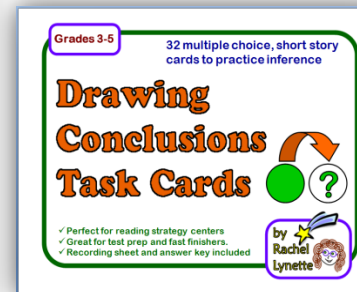 Grades 3-5
32 multiple choice, short story
cards to practice inference
Drawing
Conclusions
Task Cards
?
✓ Perfect for reading strategy centers
✓ Great for test prep and fast finishers.
✓ Recording sheet and answer key included
by
Rachel
Lynette